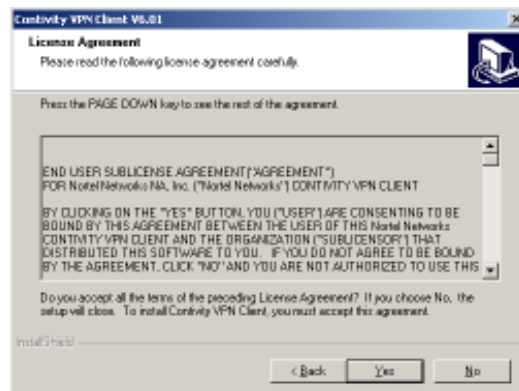 Contivity VPN Client V6.01
License Agreement
Please read the following license agreement carefully.
Press the PAGE DOWN key to see the rest of the agreement.
END USER SUBLICENSE AGREEMENT("AGREEMENT")
FOR Nortel Networks NA, Inc. ("Nortel Networks") CONTIVITY VPN CLIENT
BY CLICKING ON THE "YES" BUTTON, YOU ("USER") ARE CONSENTING TO BE
BOUND BY THIS AGREEMENT BETWEEN THE USER OF THIS Nortel Networks
CONTIVITY VPN CLIENT AND THE ORGANIZATION ("SUBLICENSOR") THAT
DISTRIBUTED THIS SOFTWARE TO YOU. IF YOU DO NOT AGREE TO BE BOUND
BY THE AGREEMENT, CLICK "NO" AND YOU ARE NOT AUTHORIZED TO USE THIS
Do you accept all the terms of the preceding License Agreement? If you choose No, the
setup will close. To install Contivity VPN Client, you must accept this agreement.
InstallShield
< Back Yes No